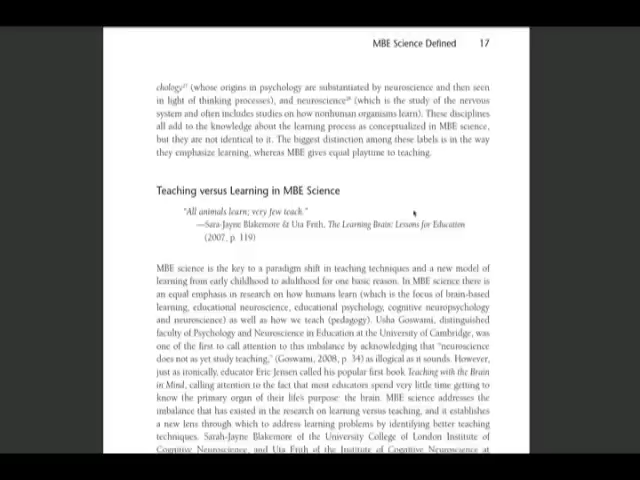 MBE Science Defined 17
chology²⁷ (whose origins in psychology are substantiated by neuroscience and then seen
in light of thinking processes), and neuroscience²⁸ (which is the study of the nervous
system and often includes studies on how nonhuman organisms learn). These disciplines
all add to the knowledge about the learning process as conceptualized in MBE science,
but they are not identical to it. The biggest distinction among these labels is in the way
they emphasize learning, whereas MBE gives equal playtime to teaching.
Teaching versus Learning in MBE Science
"All animals learn; very few teach."
—Sara-Jayne Blakemore & Uta Frith, The Learning Brain: Lessons for Education
(2007, p. 119)
MBE science is the key to a paradigm shift in teaching techniques and a new model of
learning from early childhood to adulthood for one basic reason. In MBE science there is
an equal emphasis in research on how humans learn (which is the focus of brain-based
learning, educational neuroscience, educational psychology, cognitive neuropsychology
and neuroscience) as well as how we teach (pedagogy). Usha Goswami, distinguished
faculty of Psychology and Neuroscience in Education at the University of Cambridge, was
one of the first to call attention to this imbalance by acknowledging that "neuroscience
does not as yet study teaching," (Goswami, 2008, p. 34) as illogical as it sounds. However,
just as ironically, educator Eric Jensen called his popular first book Teaching with the Brain
in Mind, calling attention to the fact that most educators spend very little time getting to
know the primary organ of their life's purpose: the brain. MBE science addresses the
imbalance that has existed in the research on learning versus teaching, and it establishes
a new lens through which to address learning problems by identifying better teaching
techniques. Sarah-Jayne Blakemore of the University College of London Institute of
Cognitive Neuroscience, and Uta Frith of the Institute of Cognitive Neuroscience at